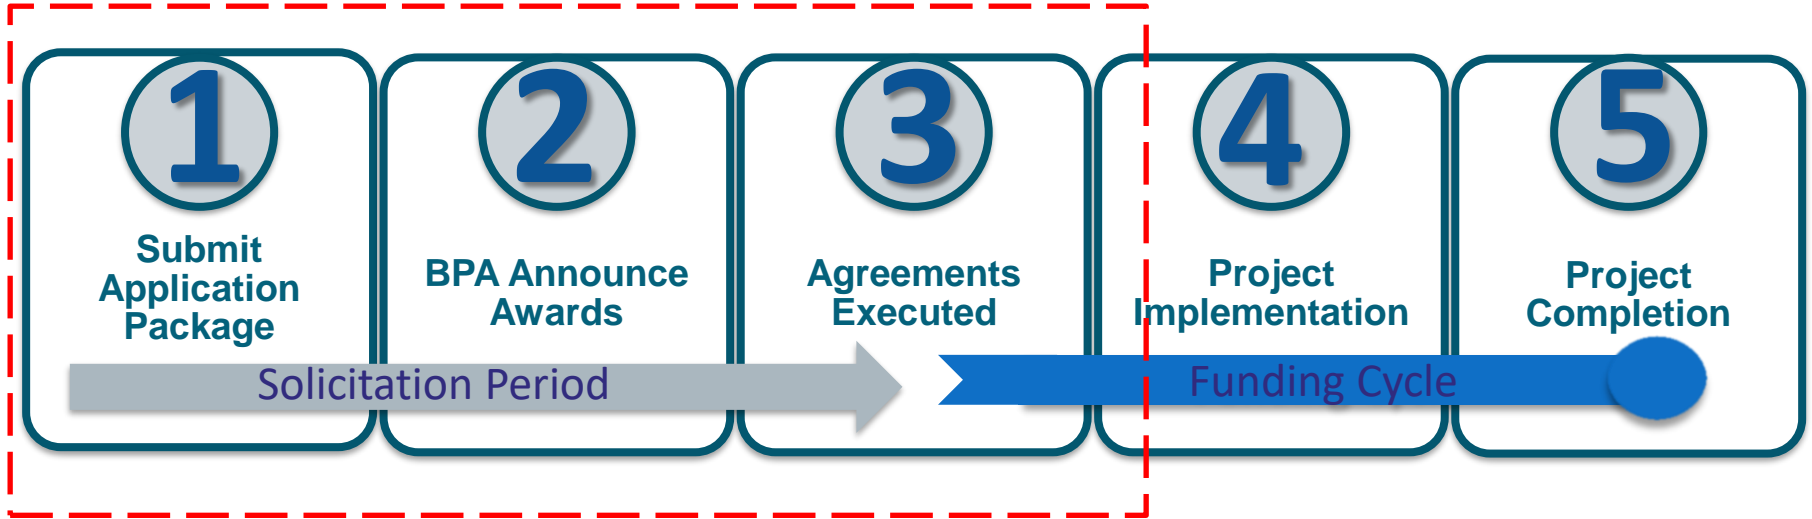 1
Submit
Application
Package
2
BPA Announce
Awards
3
Agreements
Executed
4
Project
Implementation
5
Project
Completion
Solicitation Period
Funding Cycle